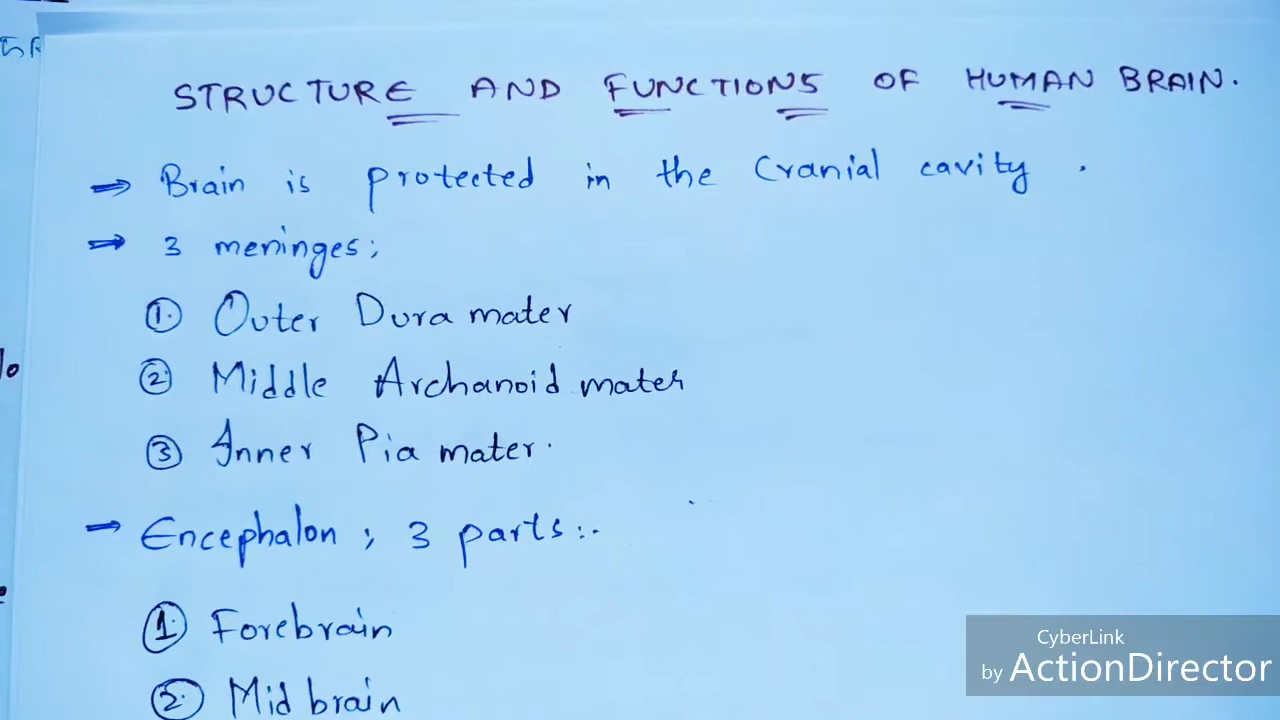 STRUCTURE AND FUNCTIONS OF HUMAN BRAIN.
⇒ Brain is protected in the Cranial cavity.
⇒ 3 meninges;
① Outer Dura mater
② Middle Archanoid mater
③ Inner Pia mater.
⇒ Encephalon; 3 parts:-
① Forebrain
② Mid brain
CyberLink
by ActionDirector